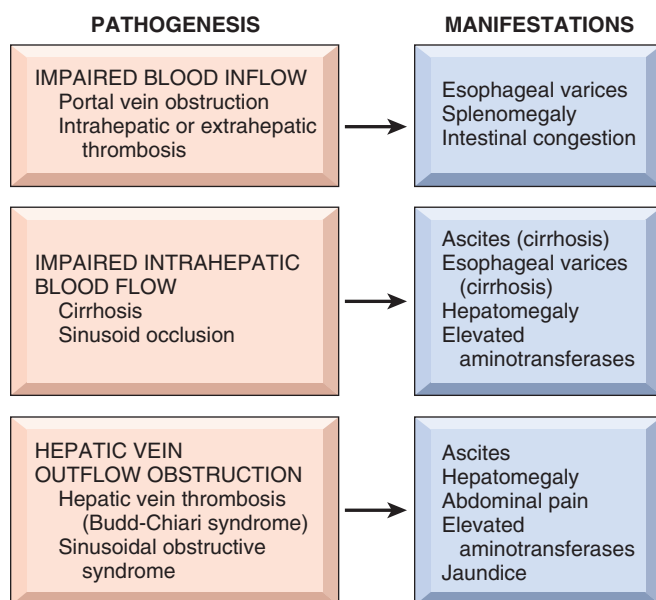 PATHOGENESIS
MANIFESTATIONS
IMPAIRED BLOOD INFLOW
Portal vein obstruction
Intrahepatic or extrahepatic
thrombosis
Esophageal varices
Splenomegaly
Intestinal congestion
IMPAIRED INTRAHEPATIC
BLOOD FLOW
Cirrhosis
Sinusoid occlusion
Ascites (cirrhosis)
Esophageal varices
(cirrhosis)
Hepatomegaly
Elevated
aminotransferases
HEPATIC VEIN
OUTFLOW OBSTRUCTION
Hepatic vein thrombosis
(Budd-Chiari syndrome)
Sinusoidal obstructive
syndrome
Ascites
Hepatomegaly
Abdominal pain
Elevated
aminotransferases
Jaundice